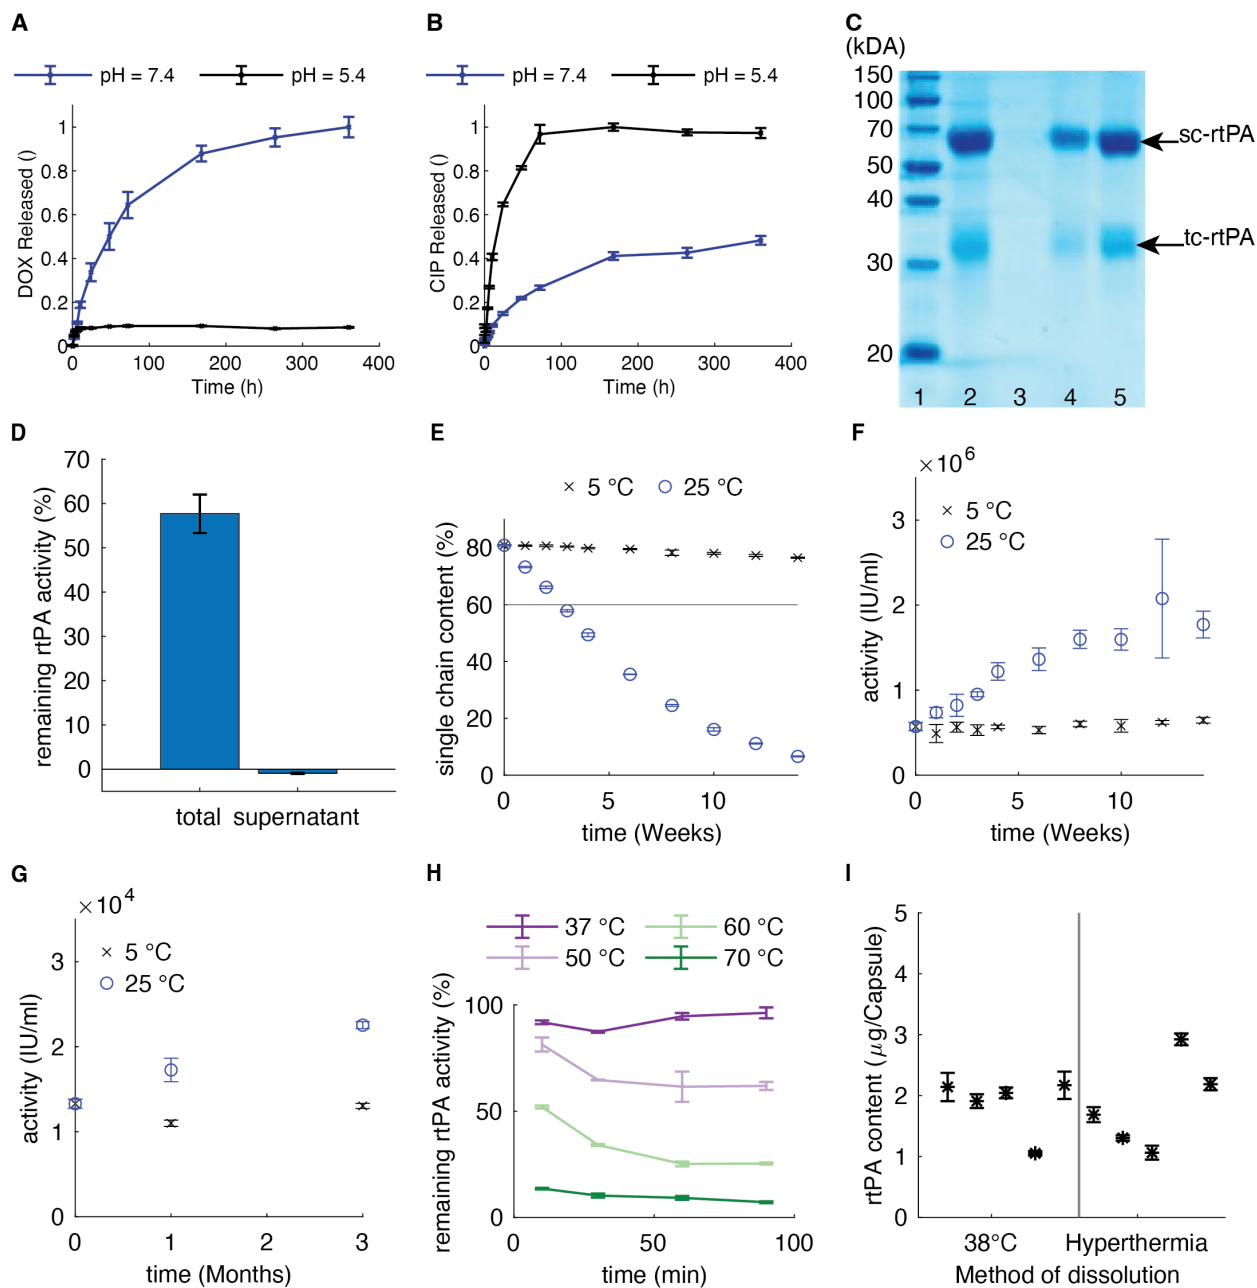 A
pH = 7.4
pH = 5.4
DOX Released ()
1
0.8
0.6
0.4
0.2
0
0 100 200 300 400
Time (h)
B
pH = 7.4
pH = 5.4
CIP Released ()
1
0.8
0.6
0.4
0.2
0
0 100 200 300 400
Time (h)
C
(kDA)
150
100
70
50
40
30
20
sc-rtPA
tc-rtPA
1 2 3 4 5
D
remaining rtPA activity (%)
70
60
50
40
30
20
10
0
total supernatant
E
× 5 °C
25 °C
single chain content (%)
80
60
40
20
0
0 5 10
time (Weeks)
F
×10⁶
× 5 °C
25 °C
activity (IU/ml)
3
2
1
0
0 5 10
time (Weeks)
G
×10⁴
× 5 °C
25 °C
activity (IU/ml)
3
2
1
0
0 1 2 3
time (Months)
H
37 °C
60 °C
50 °C
70 °C
remaining rtPA activity (%)
100
50
0
0 50 100
time (min)
I
rtPA content (μg/Capsule)
5
4
3
2
1
0
38°C Hyperthermia
Method of dissolution